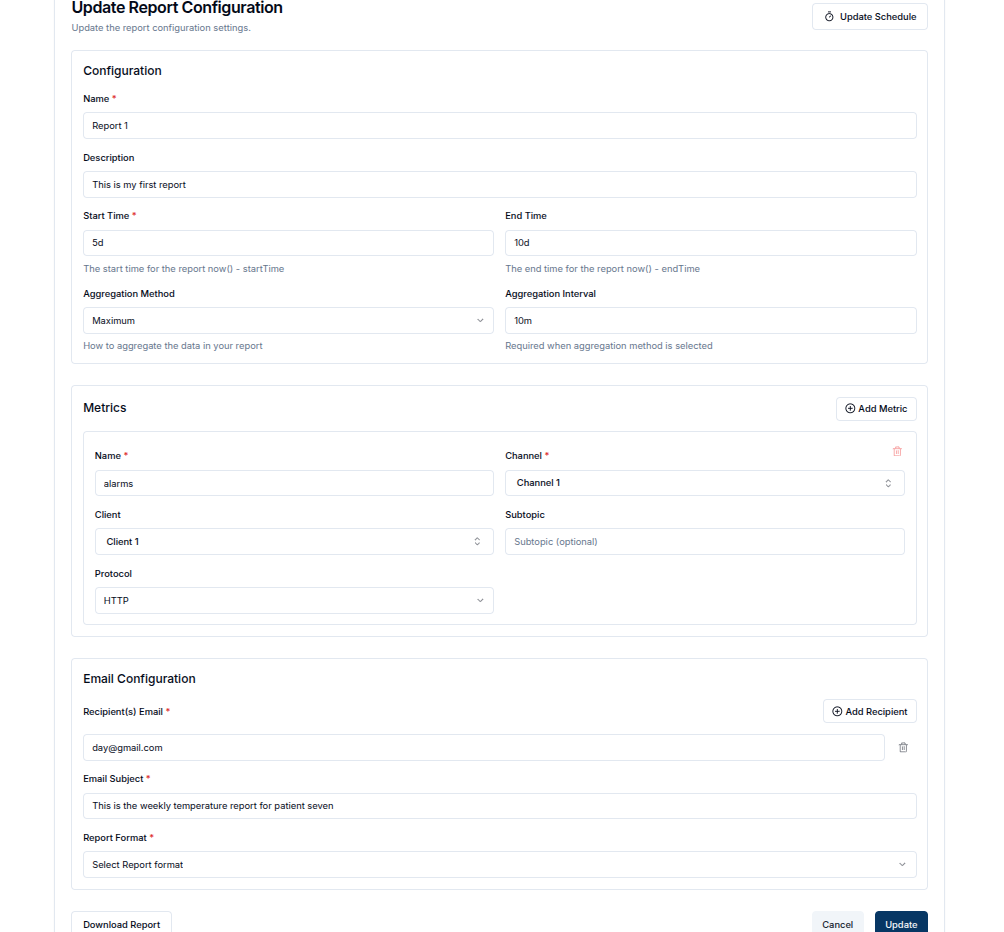 Update Report Configuration
Update the report configuration settings.
Update Schedule
Configuration
Name *
Report 1
Description
This is my first report
Start Time *
End Time
5d
10d
The start time for the report now() - startTime
The end time for the report now() - endTime
Aggregation Method
Aggregation Interval
Maximum
10m
How to aggregate the data in your report
Required when aggregation method is selected
Metrics
Add Metric
Name *
Channel *
alarms
Channel 1
Client
Subtopic
Client 1
Subtopic (optional)
Protocol
HTTP
Email Configuration
Recipient(s) Email *
Add Recipient
day@gmail.com
Email Subject *
This is the weekly temperature report for patient seven
Report Format *
Select Report format
Download Report
Cancel
Update